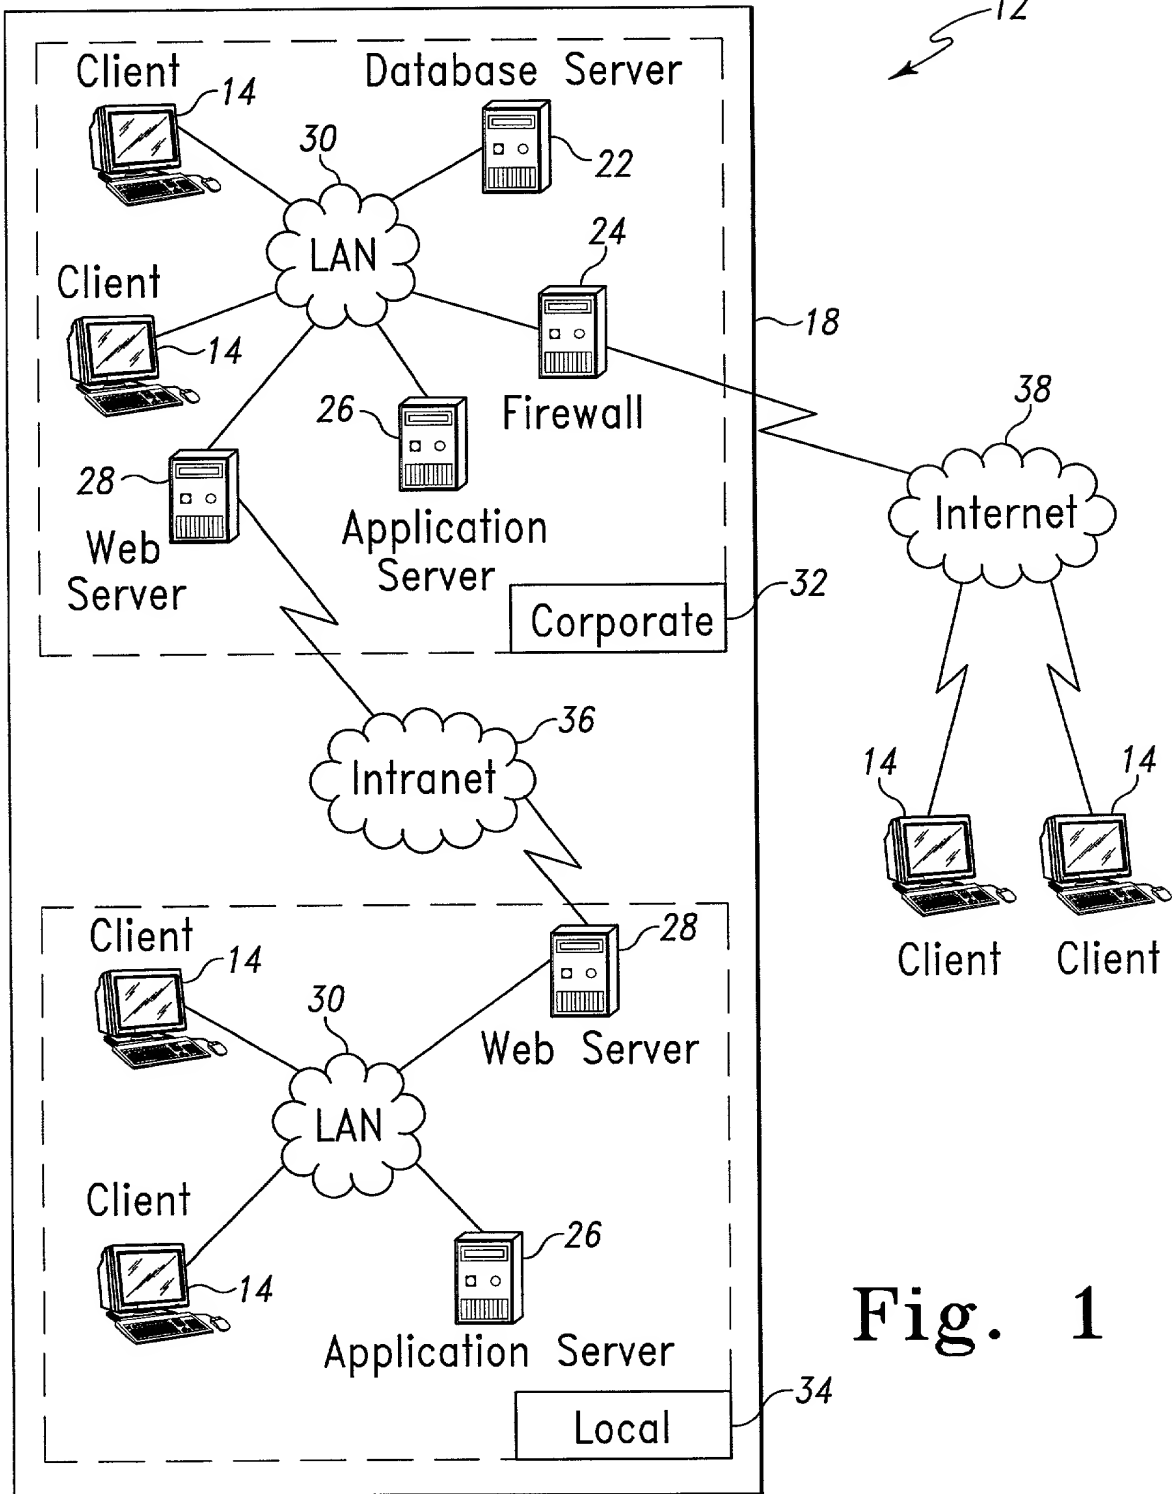 12
Client
14
Database Server
22
30
LAN
24
Firewall
18
Client
14
26
Application
Server
28
Web
Server
38
Internet
Corporate
32
Intranet
36
14
Client
14
Client
Client
14
28
Web Server
30
LAN
Client
14
26
Application Server
Local
34
Fig. 1